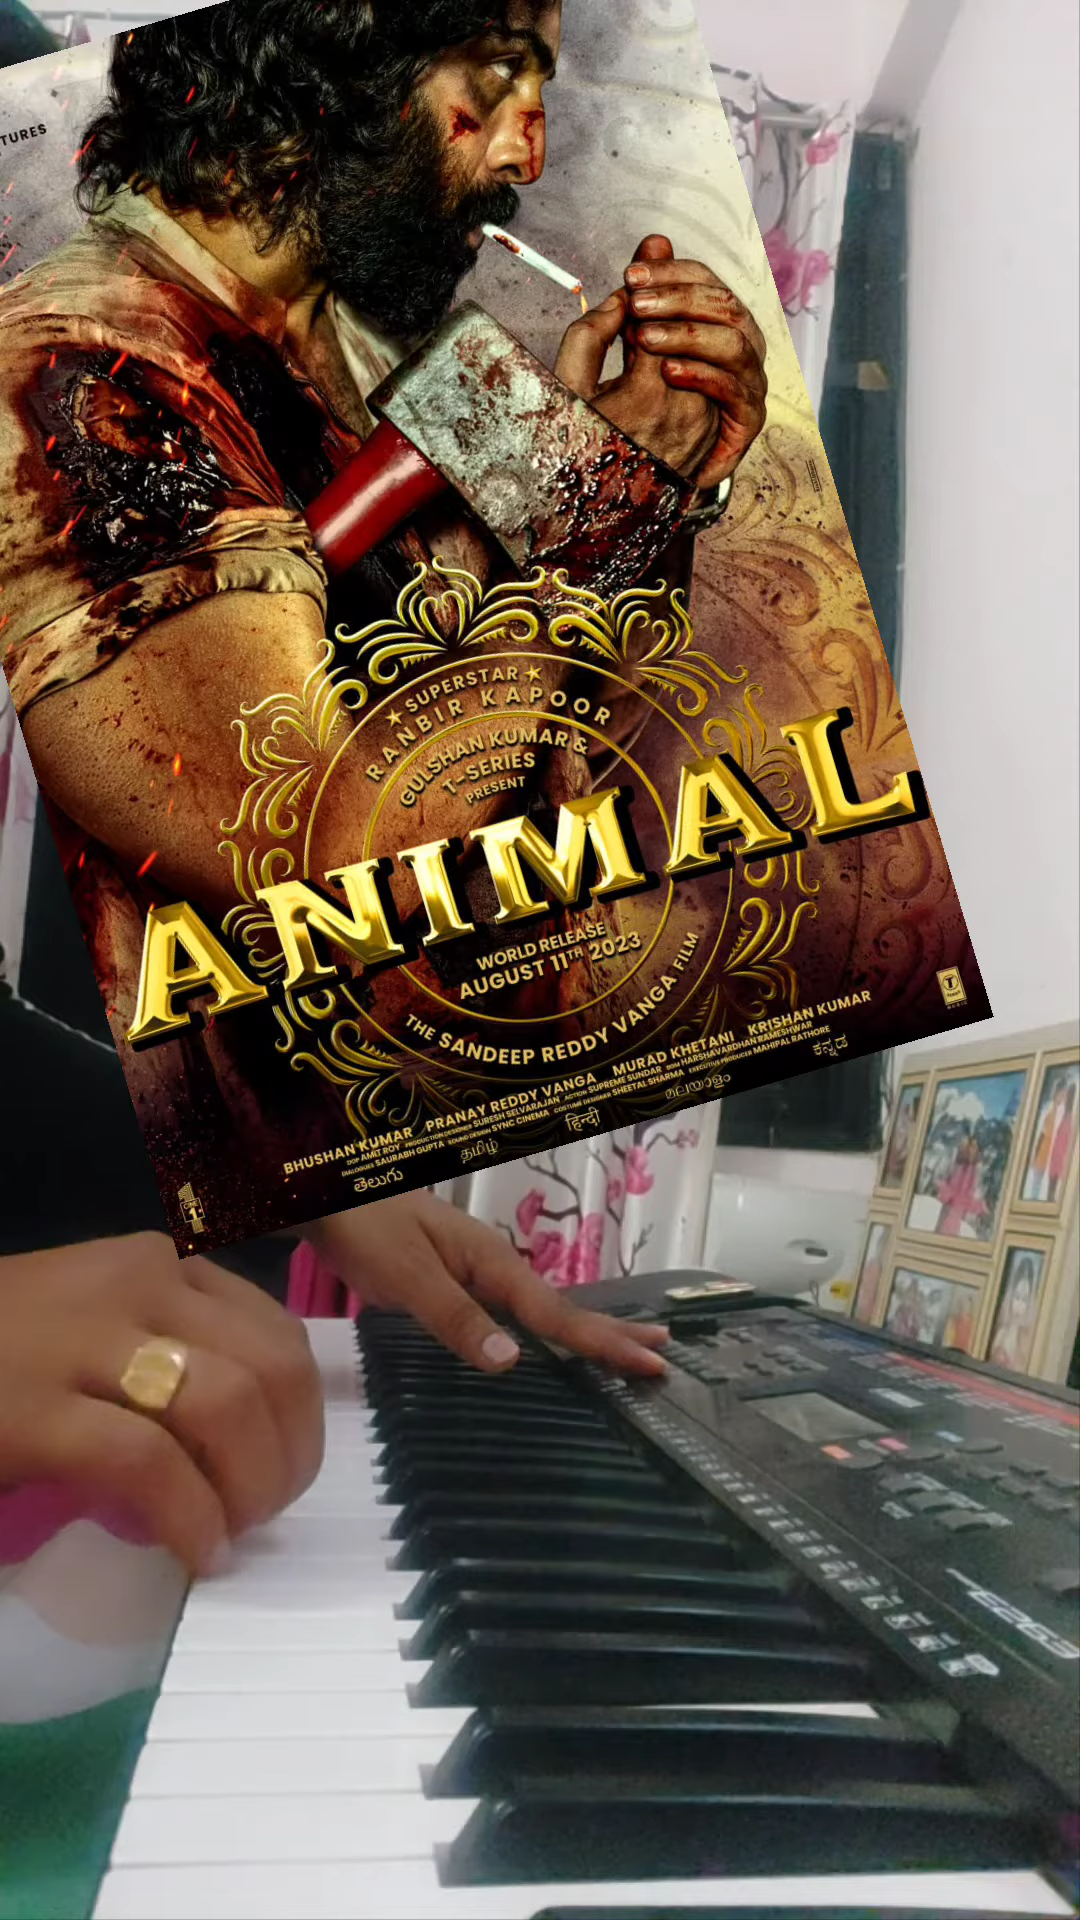 TURES
★ SUPERSTAR ★
RANBIR KAPOOR
GULSHAN KUMAR &
T-SERIES
PRESENT
ANIMAL
WORLD RELEASE
AUGUST 11TH 2023
THE SANDEEP REDDY VANGA FILM
BHUSHAN KUMAR PRANAY REDDY VANGA MURAD KHETANI KRISHAN KUMAR
DOP AMIT ROY PRODUCTION DESIGNER SURESH SELVARAJAN ACTION SUPREME SUNDAR BGM HARSHAVARDHAN RAMESHWAR
DIALOGUES SAURABH GUPTA SOUND DESIGN SYNC CINEMA COSTUME DESIGNER SHEETAL SHARMA EXECUTIVE PRODUCER MAHIPAL RATHORE
తెలుగు தமிழ் हिन्दी മലയാളം ಕನ್ನಡ
E263